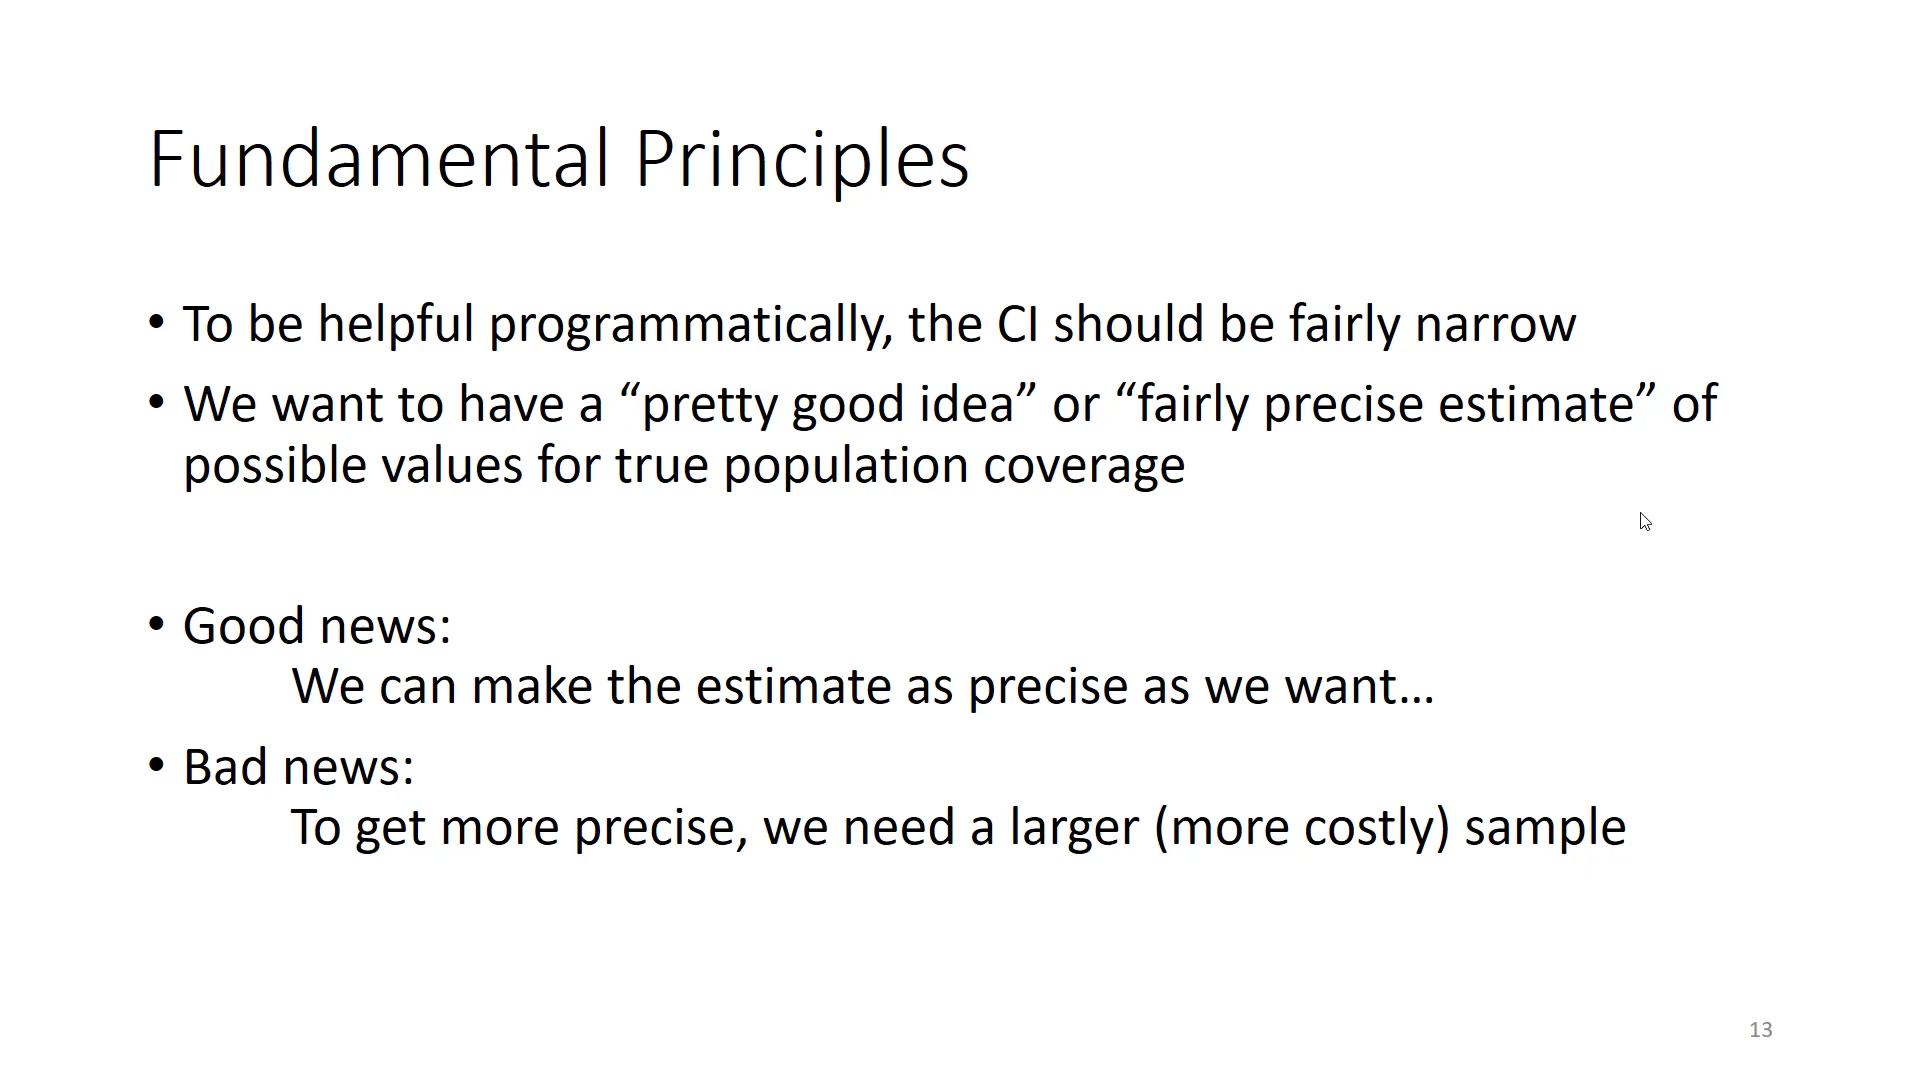 Fundamental Principles
• To be helpful programmatically, the CI should be fairly narrow
• We want to have a “pretty good idea” or “fairly precise estimate” of
possible values for true population coverage
• Good news:
We can make the estimate as precise as we want…
• Bad news:
To get more precise, we need a larger (more costly) sample
13